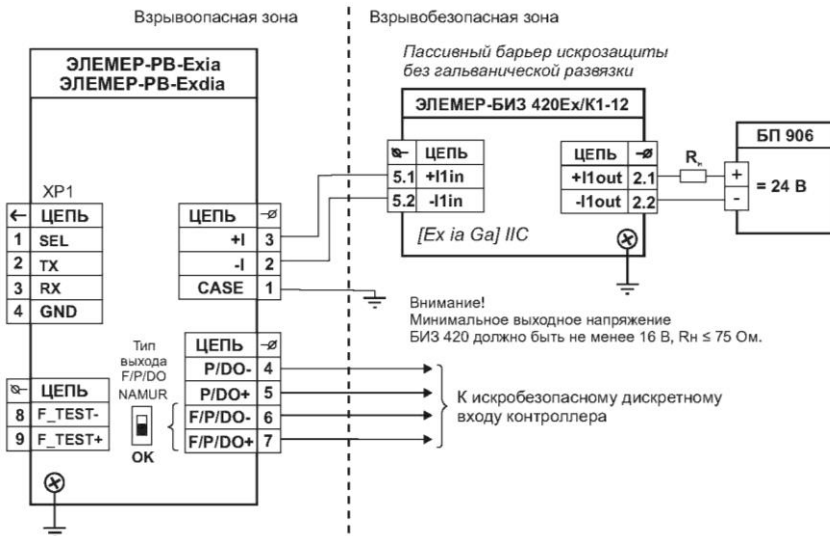 Взрывоопасная зона
Взрывобезопасная зона
ЭЛЕМЕР-РВ-Exia
ЭЛЕМЕР-РВ-Exdia
Пассивный барьер искрозащиты
без гальванической развязки
ЭЛЕМЕР-БИЗ 420Ex/К1-12
ЦЕПЬ
5.1 +I1in
5.2 -I1in
ЦЕПЬ
+I1out 2.1
-I1out 2.2
[Ex ia Ga] IIC
Rн
БП 906
+
-
= 24 В
XP1
ЦЕПЬ
1 SEL
2 TX
3 RX
4 GND
ЦЕПЬ
+I 3
-I 2
CASE 1
Внимание!
Минимальное выходное напряжение
БИЗ 420 должно быть не менее 16 В, Rн ≤ 75 Ом.
Тип
выхода
F/P/DO
NAMUR
OK
ЦЕПЬ
P/DO- 4
P/DO+ 5
F/P/DO- 6
F/P/DO+ 7
ЦЕПЬ
8 F_TEST-
9 F_TEST+
К искробезопасному дискретному
входу контроллера